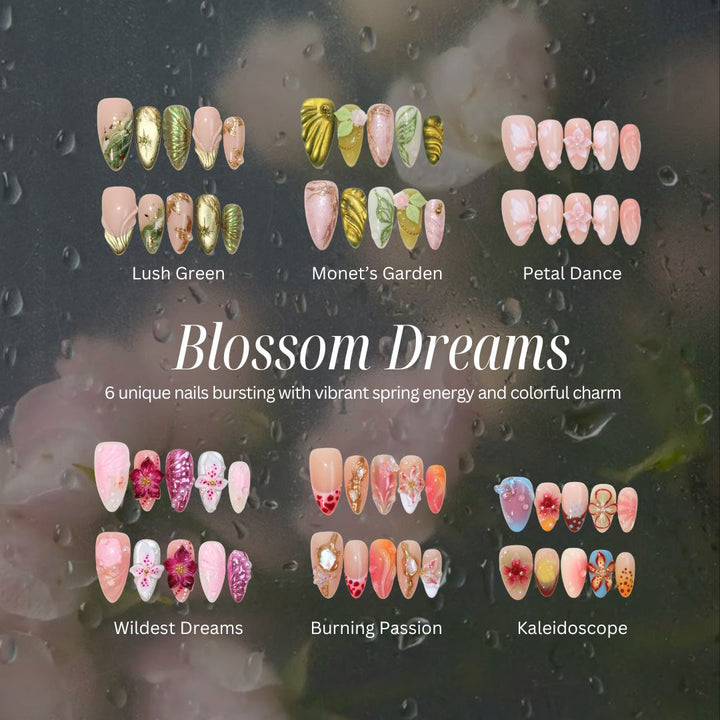 Lush Green
Monet’s Garden
Petal Dance
Blossom Dreams
6 unique nails bursting with vibrant spring energy and colorful charm
Wildest Dreams
Burning Passion
Kaleidoscope